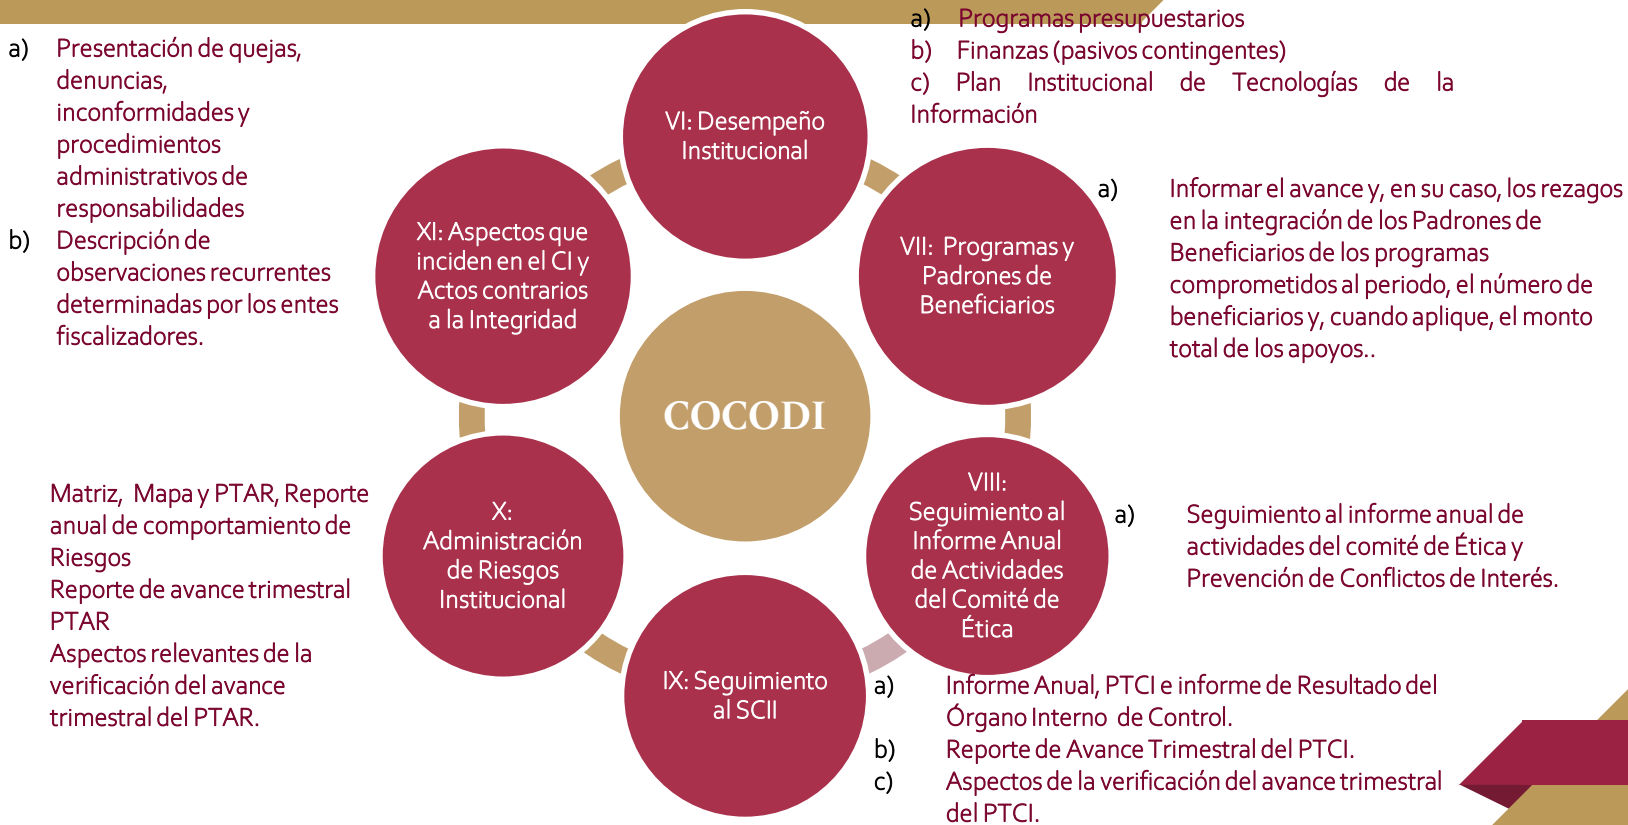 a) Programas presupuestarios
b) Finanzas (pasivos contingentes)
c) Plan Institucional de Tecnologías de la
Información
a) Presentación de quejas,
denuncias,
inconformidades y
procedimientos
administrativos de
responsabilidades
b) Descripción de
observaciones recurrentes
determinadas por los entes
fiscalizadores.
VI: Desempeño
Institucional
XI: Aspectos que
inciden en el CI y
Actos contrarios
a la Integridad
VII: Programas y
Padrones de
Beneficiarios
a) Informar el avance y, en su caso, los rezagos
en la integración de los Padrones de
Beneficiarios de los programas
comprometidos al periodo, el número de
beneficiarios y, cuando aplique, el monto
total de los apoyos..
COCODI
Matriz, Mapa y PTAR, Reporte
anual de comportamiento de
Riesgos
Reporte de avance trimestral
PTAR
Aspectos relevantes de la
verificación del avance
trimestral del PTAR.
X:
Administración
de Riesgos
Institucional
VIII:
Seguimiento al
Informe Anual
de Actividades
del Comité de
Ética
a) Seguimiento al informe anual de
actividades del comité de Ética y
Prevención de Conflictos de Interés.
IX: Seguimiento
al SCII
a) Informe Anual, PTCI e informe de Resultado del
Órgano Interno de Control.
b) Reporte de Avance Trimestral del PTCI.
c) Aspectos de la verificación del avance trimestral
del PTCI.